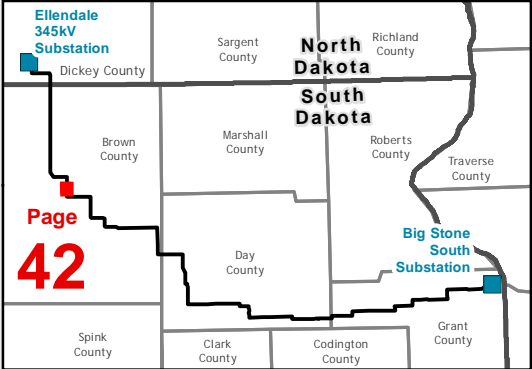 Ellendale
345kV
Substation
Dickey County
Sargent
County
North
Dakota
Richland
County
South
Dakota
Brown
County
Marshall
County
Roberts
County
Traverse
County
Page
42
Day
County
Big Stone
South
Substation
Spink
County
Clark
County
Codington
County
Grant
County